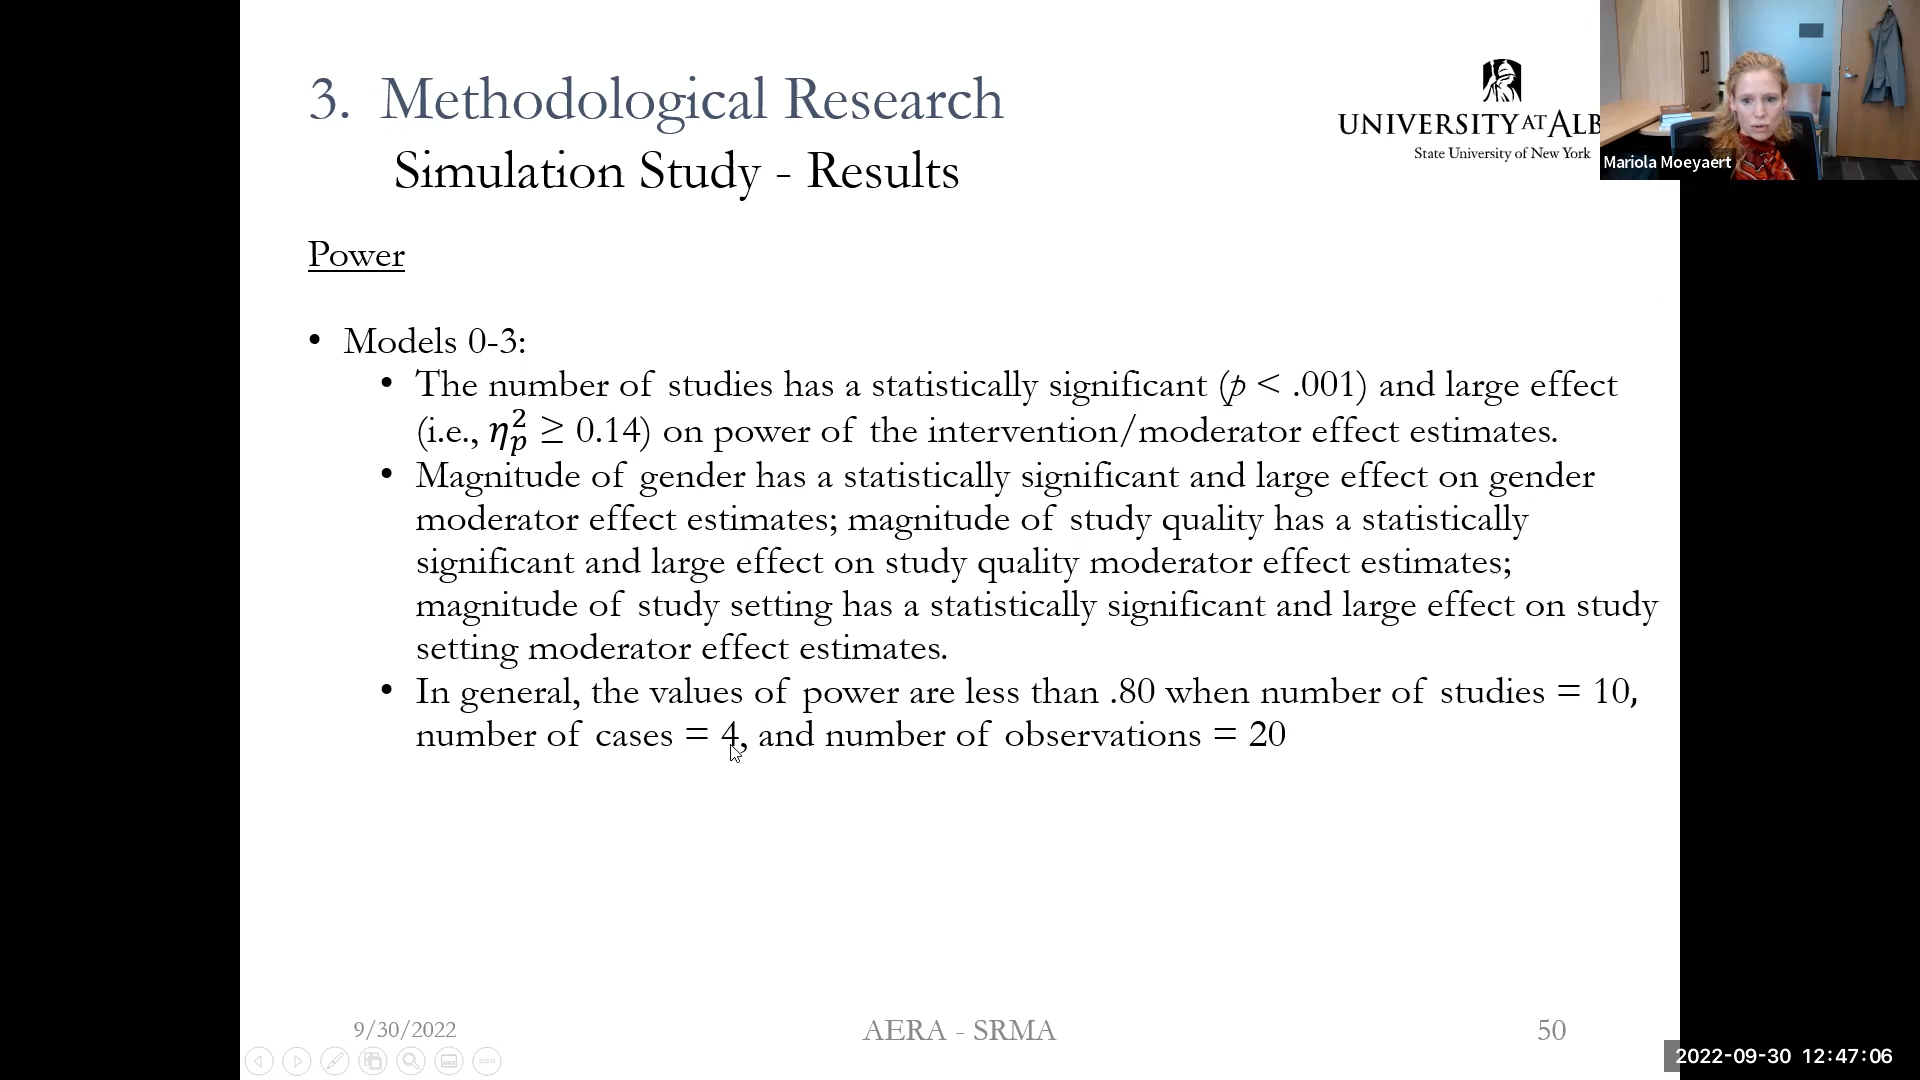 3. Methodological Research
Simulation Study - Results
UNIVERSITY AT ALB
State University of New York
Mariola Moeyaert
Power
• Models 0-3:
• The number of studies has a statistically significant (p < .001) and large effect
(i.e., η²ₚ ≥ 0.14) on power of the intervention/moderator effect estimates.
• Magnitude of gender has a statistically significant and large effect on gender
moderator effect estimates; magnitude of study quality has a statistically
significant and large effect on study quality moderator effect estimates;
magnitude of study setting has a statistically significant and large effect on study
setting moderator effect estimates.
• In general, the values of power are less than .80 when number of studies = 10,
number of cases = 4, and number of observations = 20
9/30/2022
AERA - SRMA
50
2022-09-30 12:47:06